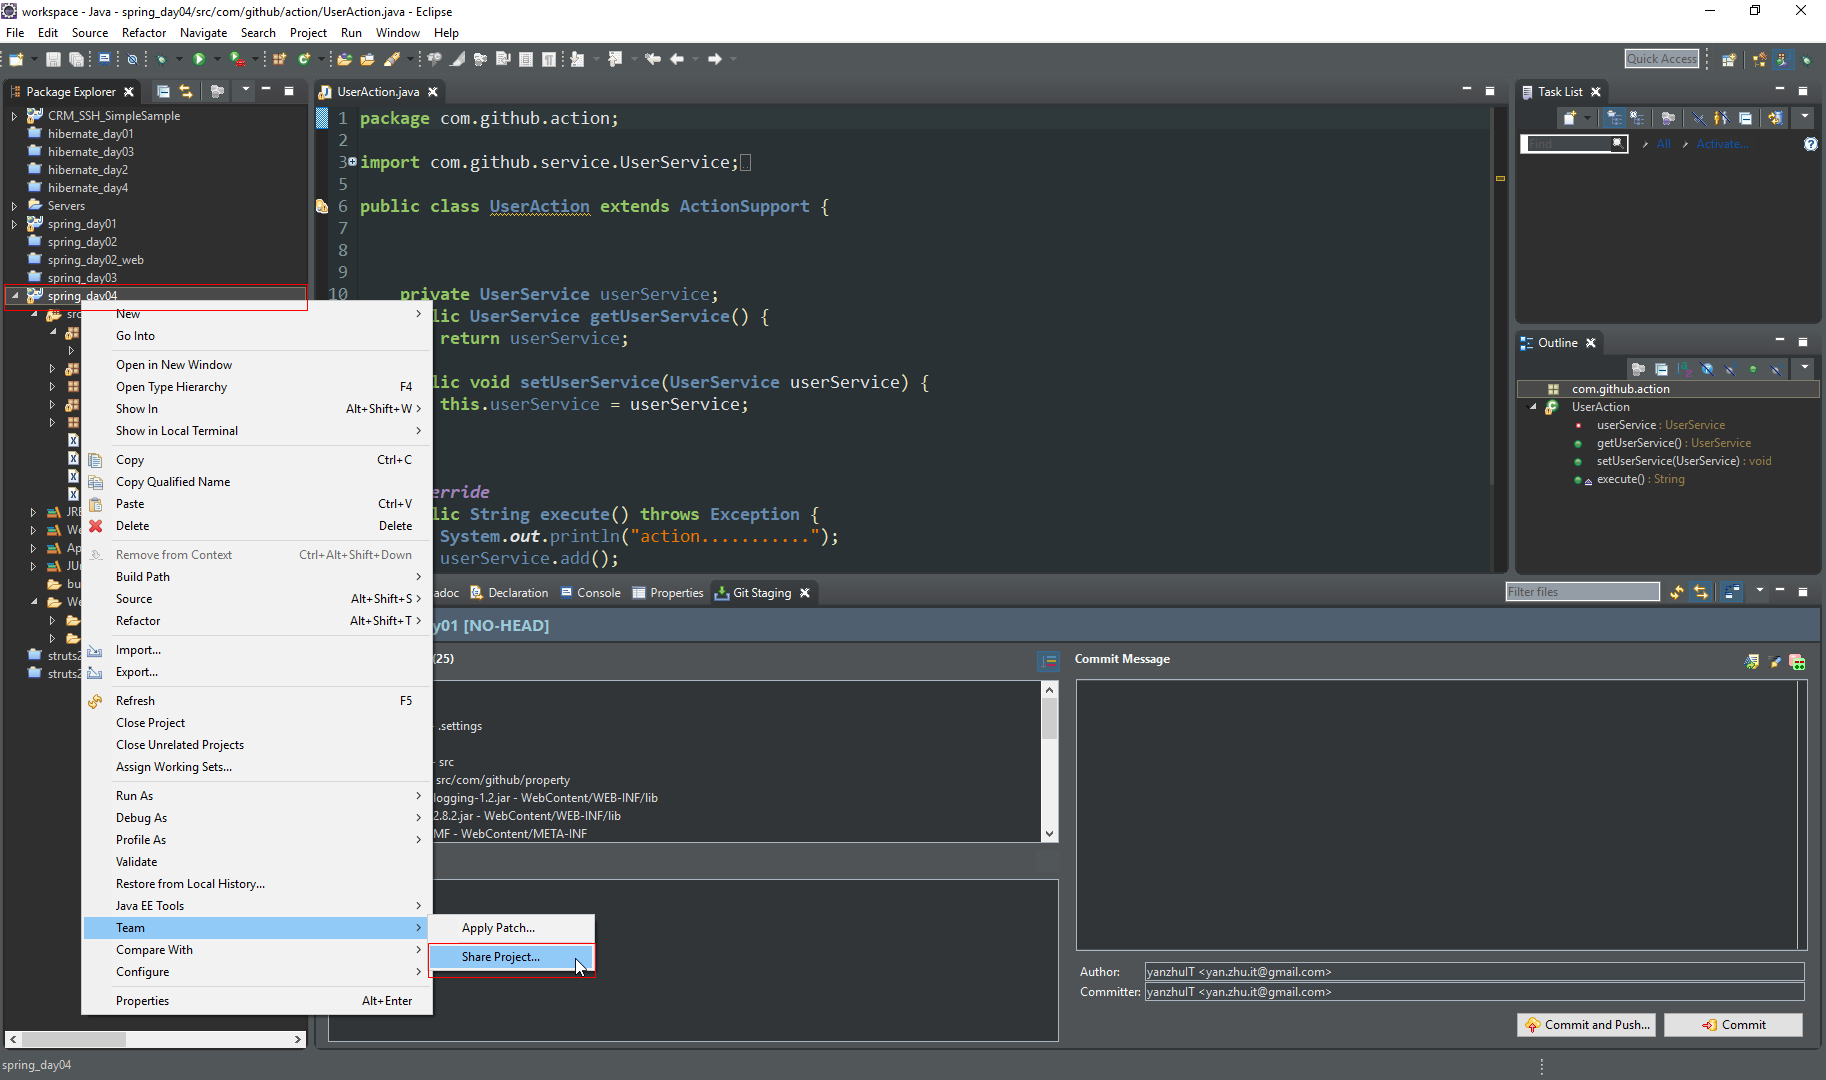 workspace - Java - spring_day04/src/com/github/action/UserAction.java - Eclipse
File Edit Source Refactor Navigate Search Project Run Window Help
Quick Access
Package Explorer
CRM_SSH_SimpleSample
hibernate_day01
hibernate_day03
hibernate_day2
hibernate_day4
Servers
spring_day01
spring_day02
spring_day02_web
spring_day03
spring_day04
src
JRE
We
Ap
JUn
bu
We
struts2
struts2
New
Go Into
Open in New Window
Open Type Hierarchy F4
Show In Alt+Shift+W
Show in Local Terminal
Copy Ctrl+C
Copy Qualified Name
Paste Ctrl+V
Delete Delete
Remove from Context Ctrl+Alt+Shift+Down
Build Path
Source Alt+Shift+S
Refactor Alt+Shift+T
Import...
Export...
Refresh F5
Close Project
Close Unrelated Projects
Assign Working Sets...
Run As
Debug As
Profile As
Validate
Restore from Local History...
Java EE Tools
Team
Compare With
Configure
Properties Alt+Enter
Apply Patch...
Share Project...
UserAction.java
1 package com.github.action;
2
3 import com.github.service.UserService;
5
6 public class UserAction extends ActionSupport {
7
8
9
10 private UserService userService;
lic UserService getUserService() {
return userService;
lic void setUserService(UserService userService) {
this.userService = userService;
erride
lic String execute() throws Exception {
System.out.println("action...........");
userService.add();
Task List
Find
All
Activate...
Outline
com.github.action
UserAction
userService : UserService
getUserService() : UserService
setUserService(UserService) : void
execute() : String
adoc Declaration Console Properties Git Staging
Filter files
y01 [NO-HEAD]
(25)
- .settings
- src
src/com/github/property
logging-1.2.jar - WebContent/WEB-INF/lib
2.8.2.jar - WebContent/WEB-INF/lib
MF - WebContent/META-INF
Commit Message
Author: yanzhuIT <yan.zhu.it@gmail.com>
Committer: yanzhuIT <yan.zhu.it@gmail.com>
Commit and Push...
Commit
spring_day04